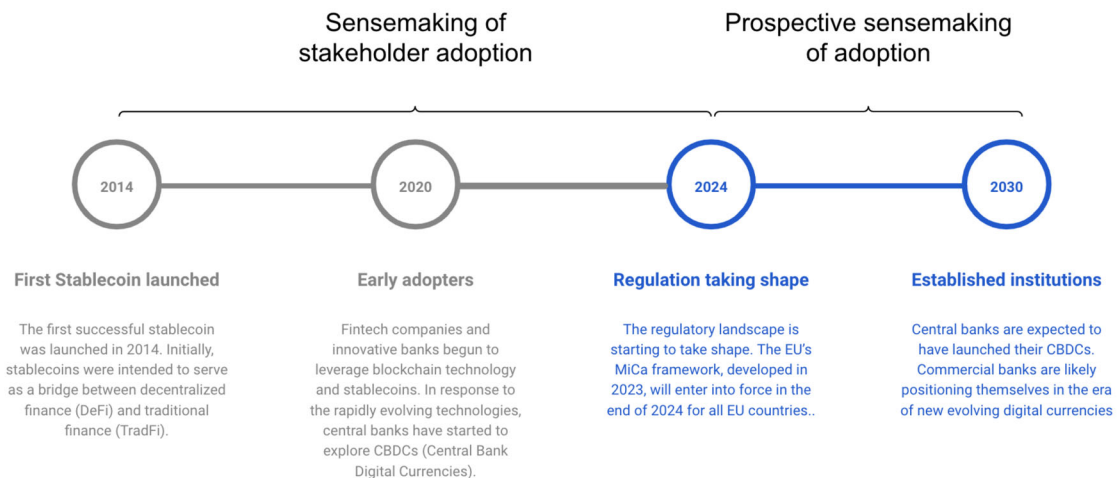 Sensemaking of
stakeholder adoption
Prospective sensemaking
of adoption
2014
2020
2024
2030
First Stablecoin launched
The first successful stablecoin
was launched in 2014. Initially,
stablecoins were intended to serve
as a bridge between decentralized
finance (DeFi) and traditional
finance (TradFi).
Early adopters
Fintech companies and
innovative banks begun to
leverage blockchain technology
and stablecoins. In response to
the rapidly evolving technologies,
central banks have started to
explore CBDCs (Central Bank
Digital Currencies).
Regulation taking shape
The regulatory landscape is
starting to take shape. The EU's
MiCa framework, developed in
2023, will enter into force in the
end of 2024 for all EU countries..
Established institutions
Central banks are expected to
have launched their CBDCs.
Commercial banks are likely
positioning themselves in the era
of new evolving digital currencies